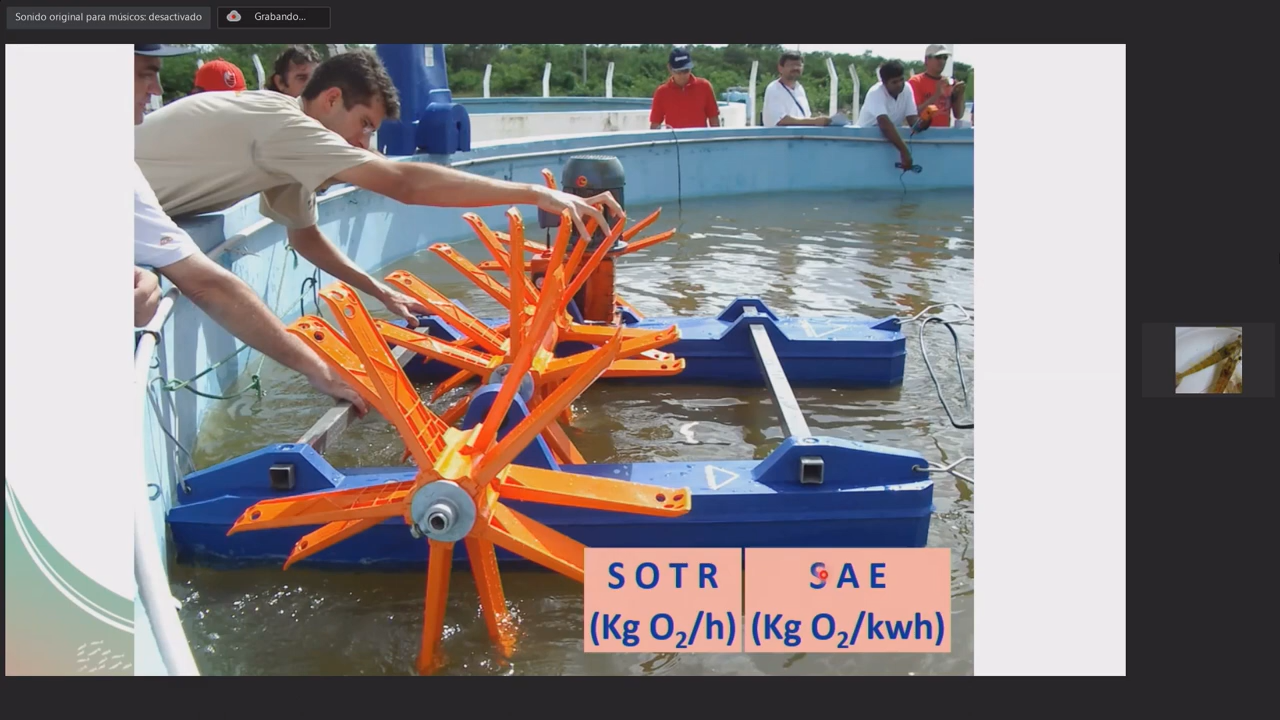 Sonido original para músicos: desactivado
Grabando...
S O T R
(Kg O₂/h)
S A E
(Kg O₂/kwh)